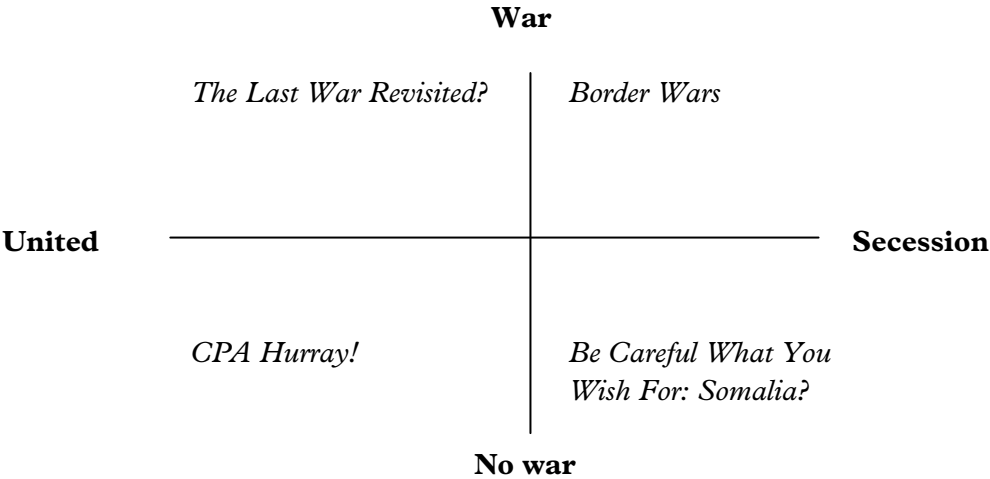 War
The Last War Revisited?
Border Wars
United
Secession
CPA Hurray!
Be Careful What You
Wish For: Somalia?
No war